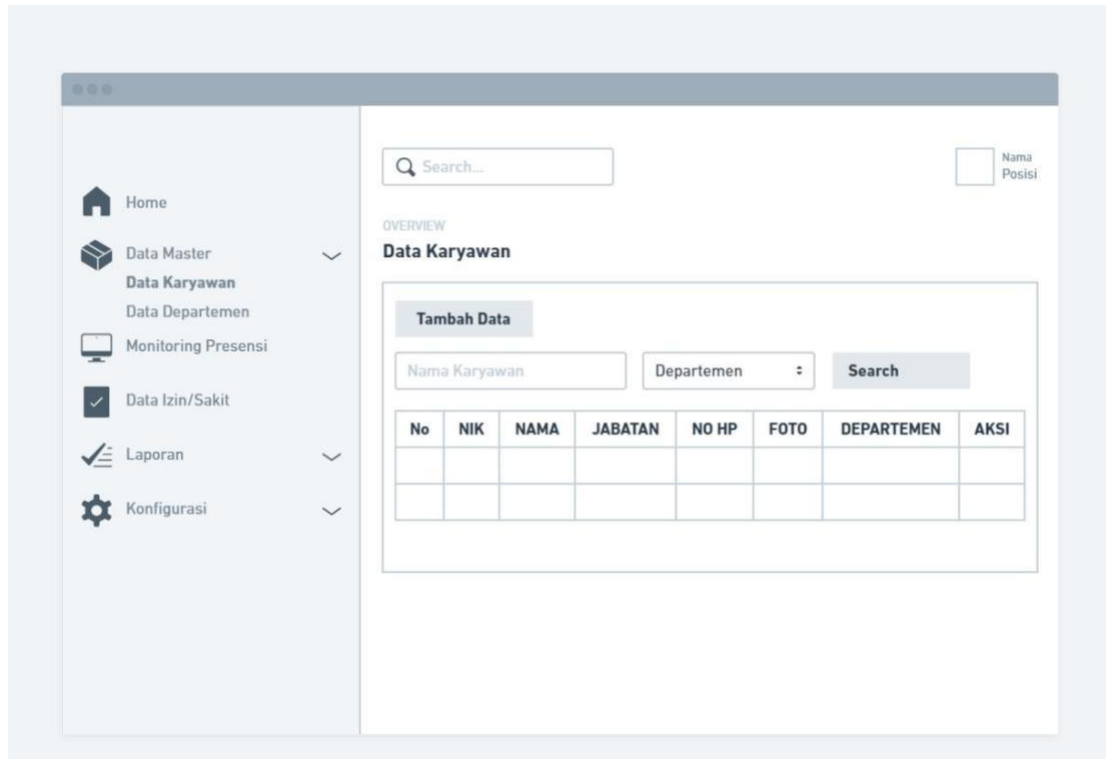 Home
Data Master
Data Karyawan
Data Departemen
Monitoring Presensi
Data Izin/Sakit
Laporan
Konfigurasi
Search...
Nama
Posisi
OVERVIEW
Data Karyawan
Tambah Data
Nama Karyawan Departemen Search
No NIK NAMA JABATAN NO HP FOTO DEPARTEMEN AKSI